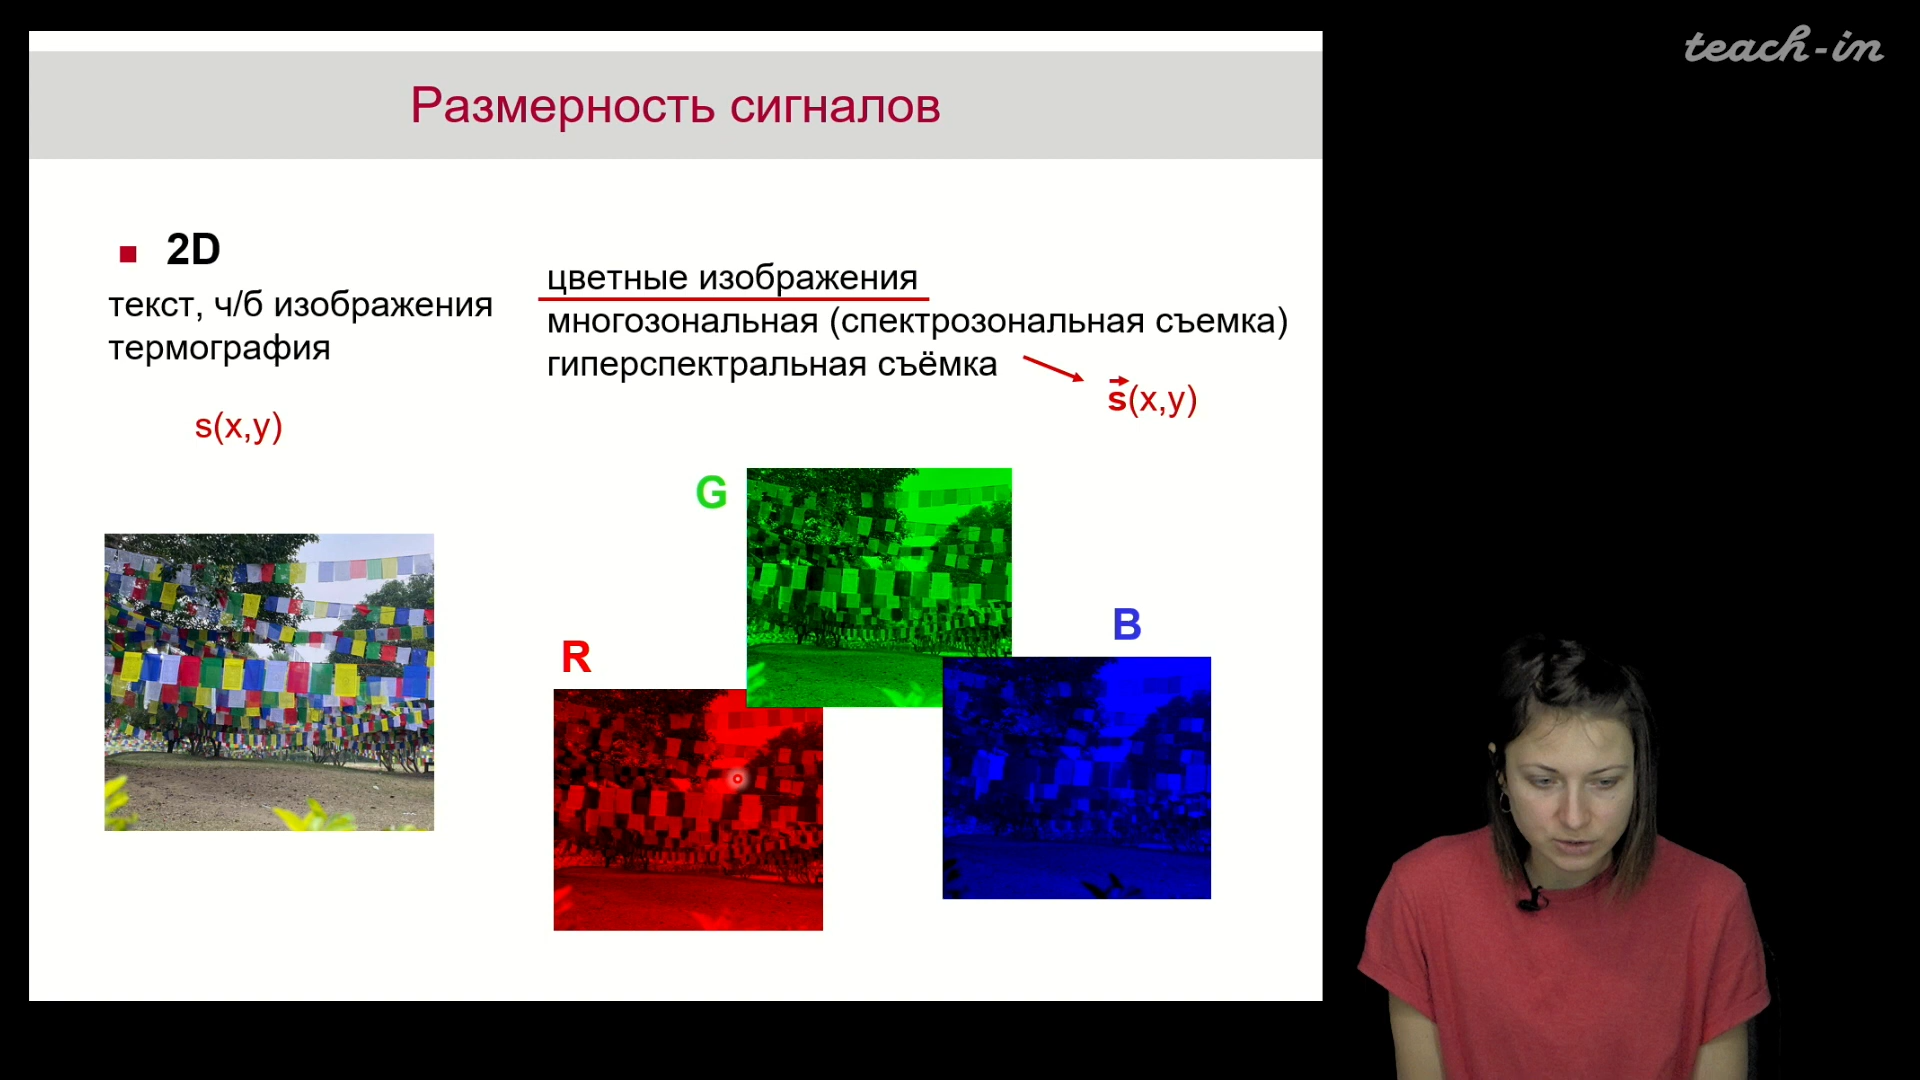 teach-in
Размерность сигналов
2D
текст, ч/б изображения
термография
s(x,y)
цветные изображения
многозональная (спектрозональная съемка)
гиперспектральная съёмка
s(x,y)
G
B
R